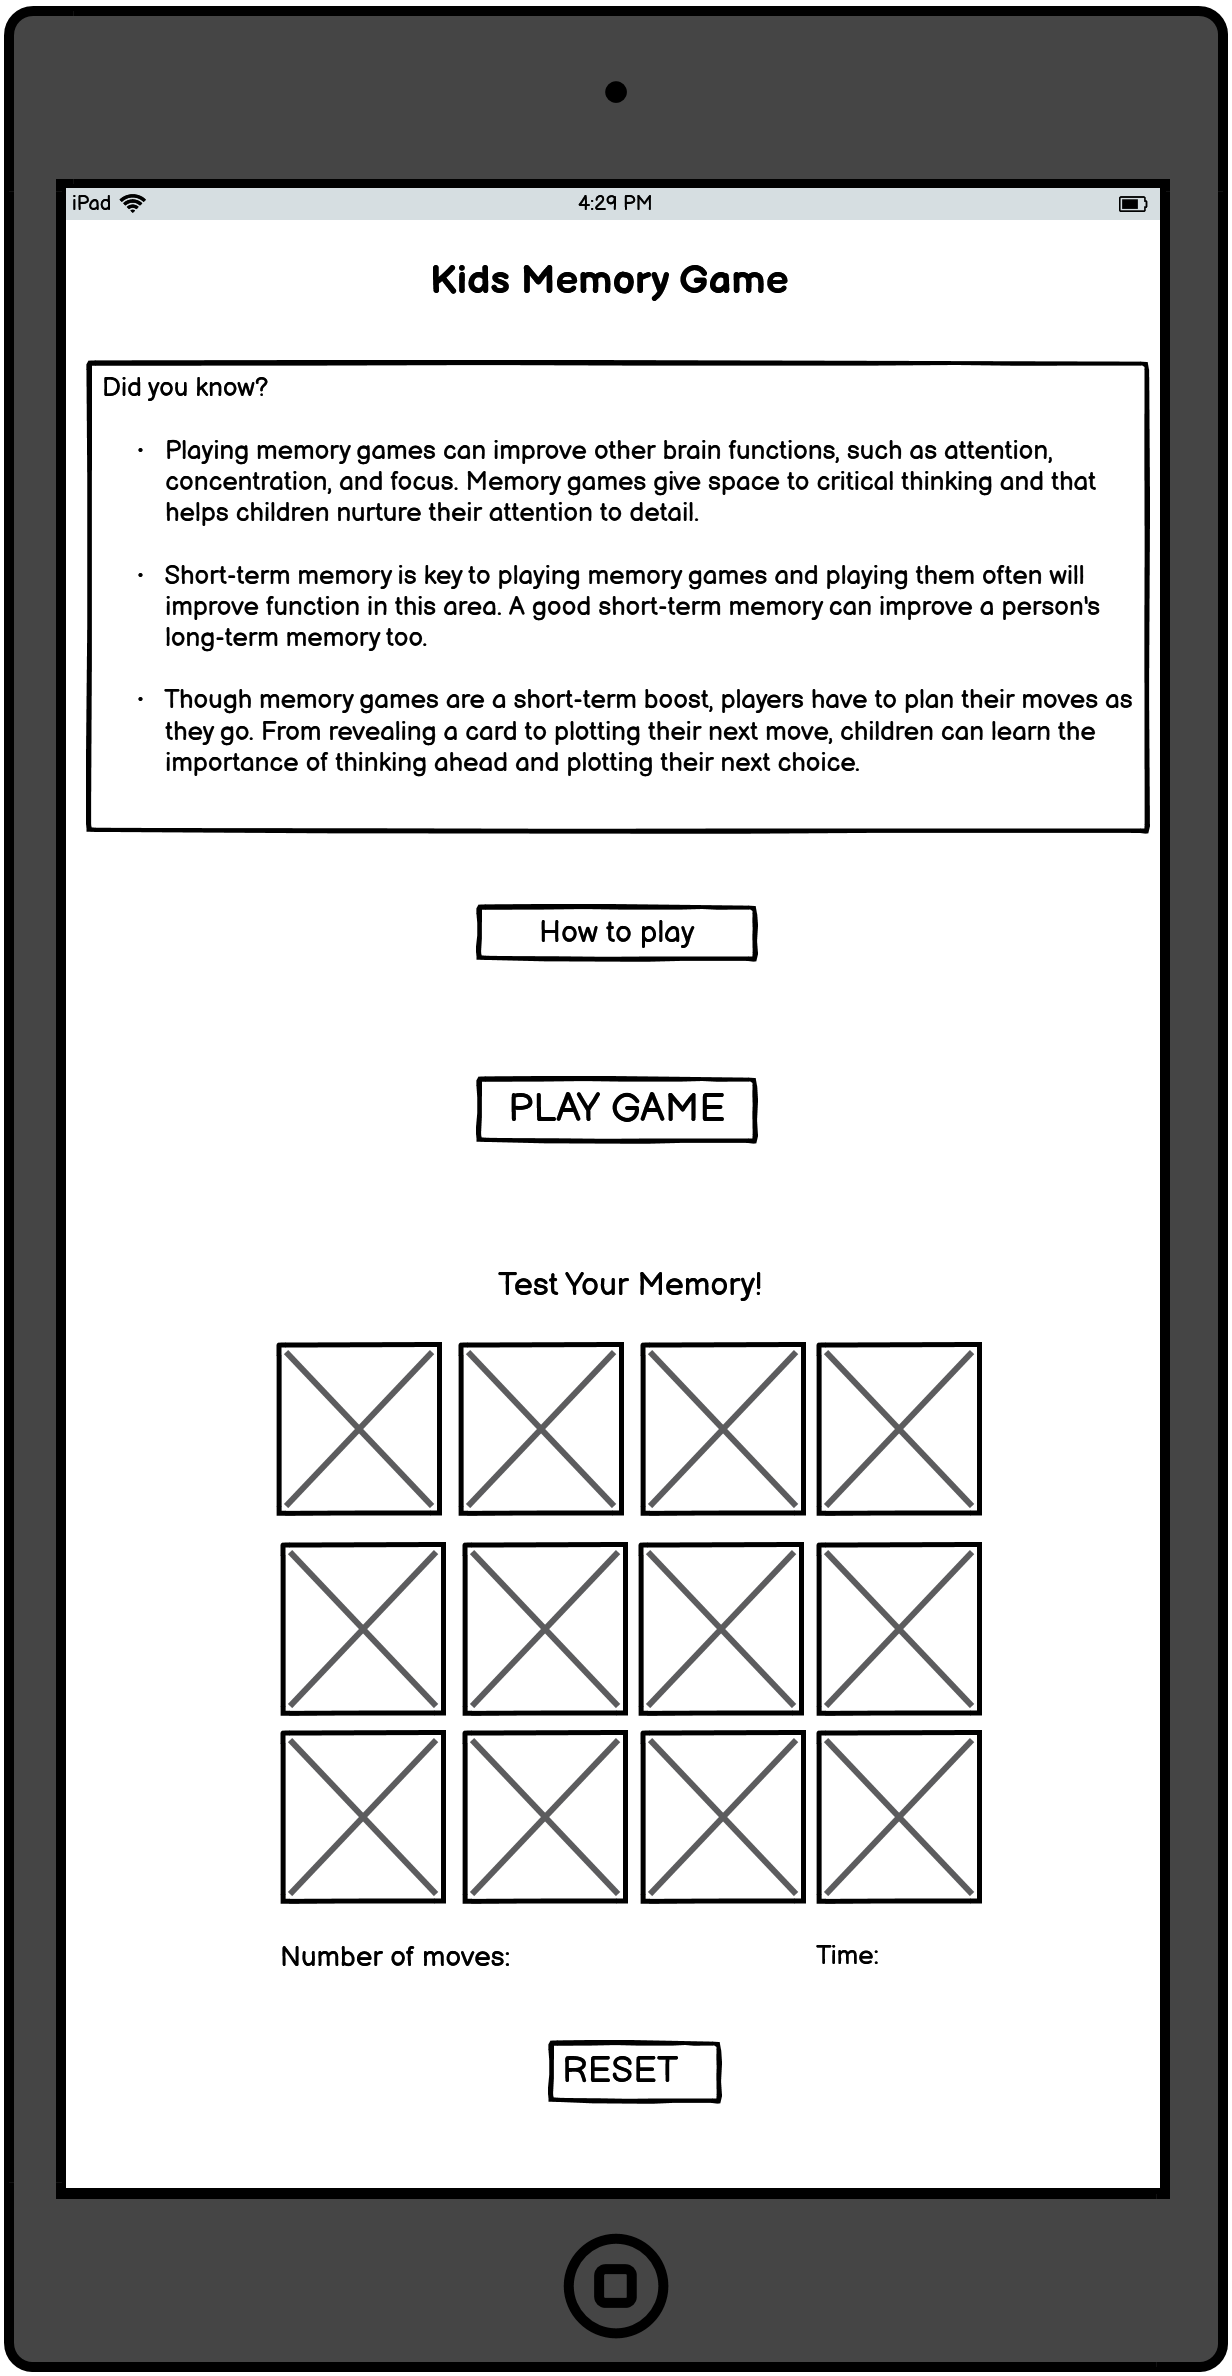 iPad 4:29 PM
Kids Memory Game
Did you know?
· Playing memory games can improve other brain functions, such as attention,
concentration, and focus. Memory games give space to critical thinking and that
helps children nurture their attention to detail.
· Short-term memory is key to playing memory games and playing them often will
improve function in this area. A good short-term memory can improve a person's
long-term memory too.
· Though memory games are a short-term boost, players have to plan their moves as
they go. From revealing a card to plotting their next move, children can learn the
importance of thinking ahead and plotting their next choice.
How to play
PLAY GAME
Test Your Memory!
Number of moves: Time:
RESET